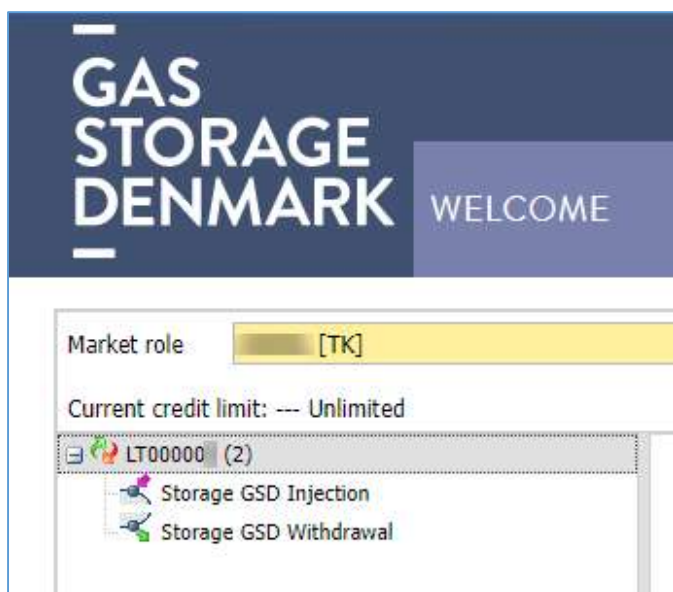 GAS
STORAGE
DENMARK
WELCOME
Market role [TK]
Current credit limit: --- Unlimited
LT00000 (2)
Storage GSD Injection
Storage GSD Withdrawal